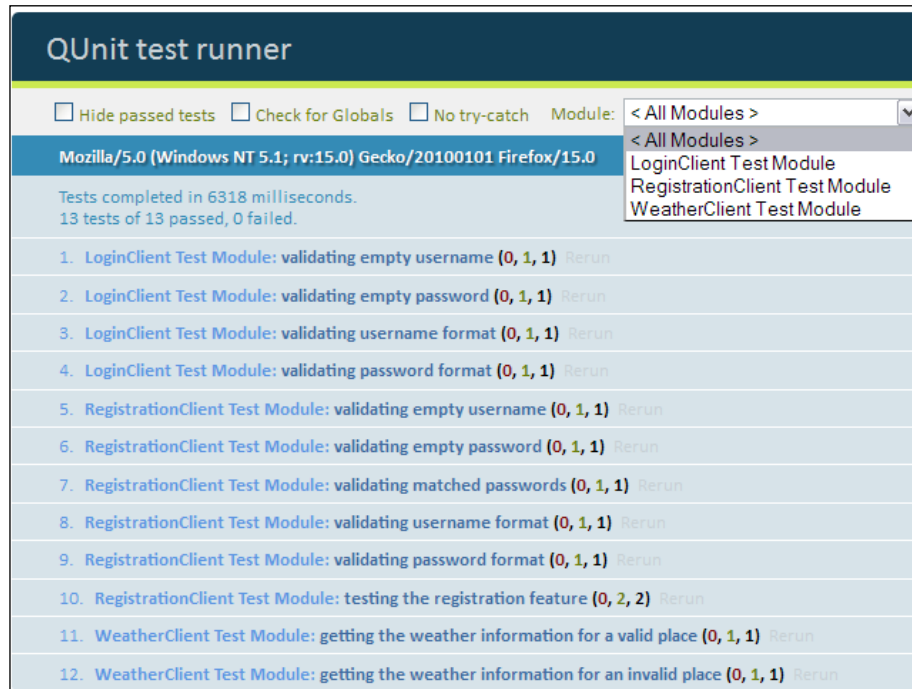 QUnit test runner
Hide passed tests Check for Globals No try-catch Module: < All Modules >
< All Modules >
LoginClient Test Module
RegistrationClient Test Module
WeatherClient Test Module
Mozilla/5.0 (Windows NT 5.1; rv:15.0) Gecko/20100101 Firefox/15.0
Tests completed in 6318 milliseconds.
13 tests of 13 passed, 0 failed.
1. LoginClient Test Module: validating empty username (0, 1, 1) Rerun
2. LoginClient Test Module: validating empty password (0, 1, 1) Rerun
3. LoginClient Test Module: validating username format (0, 1, 1) Rerun
4. LoginClient Test Module: validating password format (0, 1, 1) Rerun
5. RegistrationClient Test Module: validating empty username (0, 1, 1) Rerun
6. RegistrationClient Test Module: validating empty password (0, 1, 1) Rerun
7. RegistrationClient Test Module: validating matched passwords (0, 1, 1) Rerun
8. RegistrationClient Test Module: validating username format (0, 1, 1) Rerun
9. RegistrationClient Test Module: validating password format (0, 1, 1) Rerun
10. RegistrationClient Test Module: testing the registration feature (0, 2, 2) Rerun
11. WeatherClient Test Module: getting the weather information for a valid place (0, 1, 1) Rerun
12. WeatherClient Test Module: getting the weather information for an invalid place (0, 1, 1) Rerun